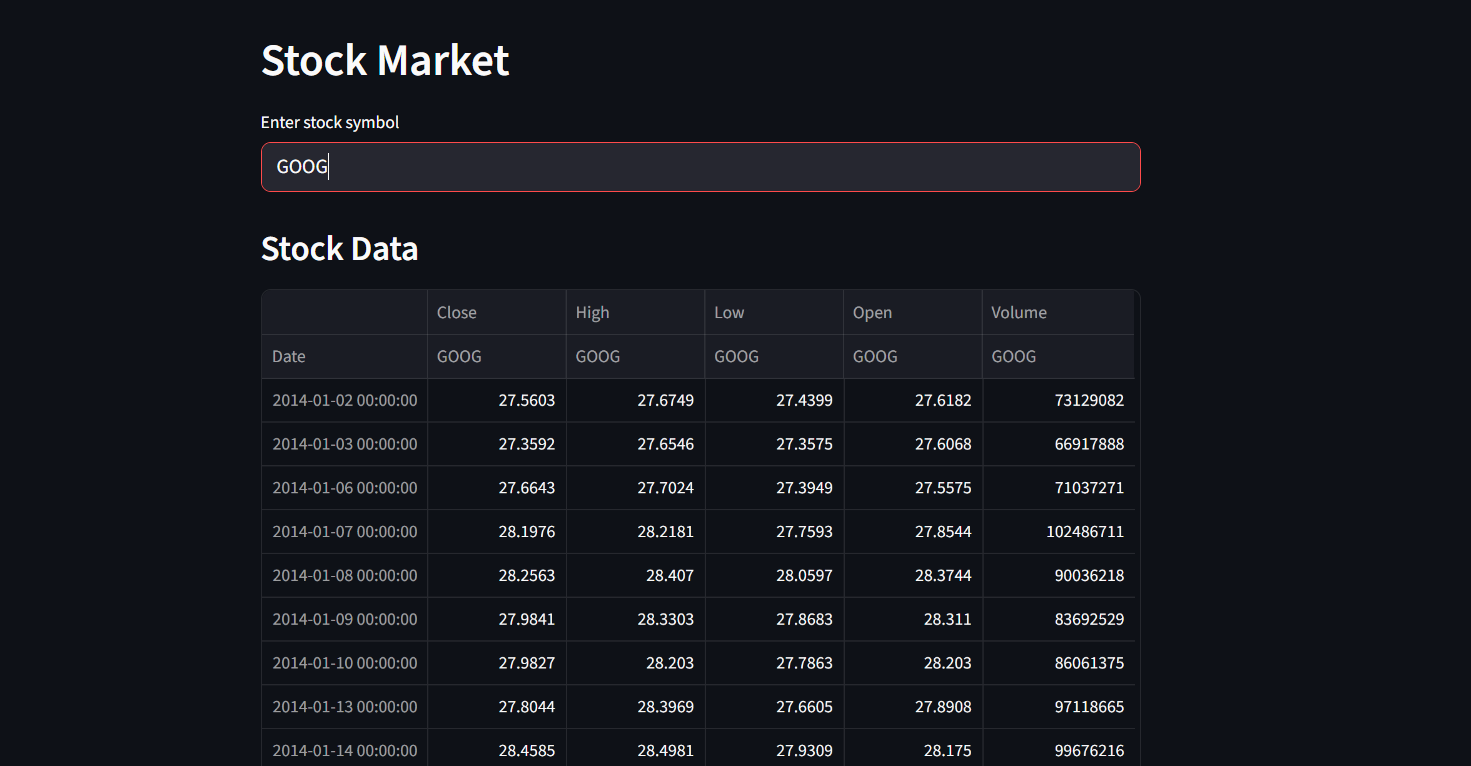 Stock Market
Enter stock symbol
GOOG
Stock Data
Close High Low Open Volume
Date GOOG GOOG GOOG GOOG GOOG
2014-01-02 00:00:00 27.5603 27.6749 27.4399 27.6182 73129082
2014-01-03 00:00:00 27.3592 27.6546 27.3575 27.6068 66917888
2014-01-06 00:00:00 27.6643 27.7024 27.3949 27.5575 71037271
2014-01-07 00:00:00 28.1976 28.2181 27.7593 27.8544 102486711
2014-01-08 00:00:00 28.2563 28.407 28.0597 28.3744 90036218
2014-01-09 00:00:00 27.9841 28.3303 27.8683 28.311 83692529
2014-01-10 00:00:00 27.9827 28.203 27.7863 28.203 86061375
2014-01-13 00:00:00 27.8044 28.3969 27.6605 27.8908 97118665
2014-01-14 00:00:00 28.4585 28.4981 27.9309 28.175 99676216